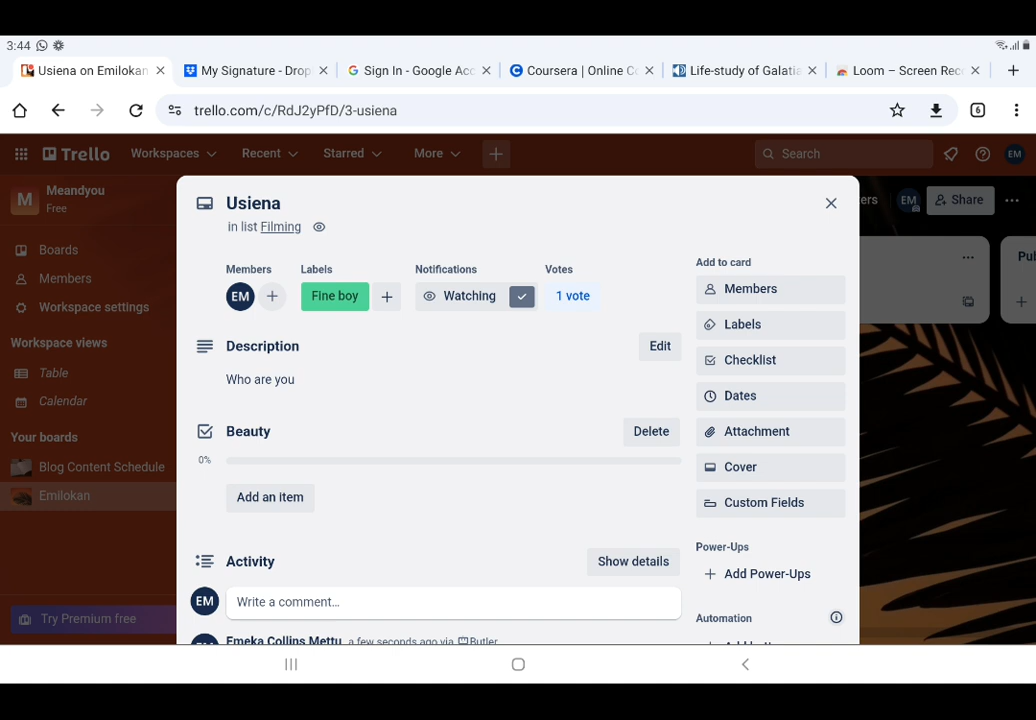 3:44
Usiena on Emilokan
My Signature - Drop
Sign In - Google Acc
Coursera | Online Co
Life-study of Galatia
Loom – Screen Rec
trello.com/c/RdJ2yPfD/3-usiena
6
Trello
Workspaces
Recent
Starred
More
Search
EM
M
Meandyou
Free
EM
Share
Boards
Members
Workspace settings
Workspace views
Table
Calendar
Your boards
Blog Content Schedule
Emilokan
Try Premium free
Usiena
in list Filming
Members
Labels
Notifications
Votes
EM
Fine boy
Watching
1 vote
Description
Edit
Who are you
Beauty
Delete
0%
Add an item
Activity
Show details
EM
Write a comment…
EM
Emeka Collins Mettu a few seconds ago via Butler
Add to card
Members
Labels
Checklist
Dates
Attachment
Cover
Custom Fields
Power-Ups
Add Power-Ups
Automation